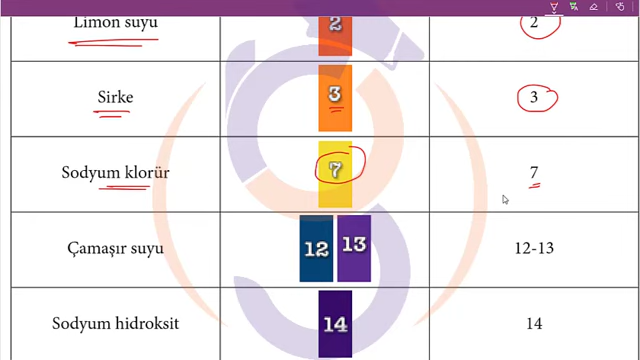 Limon suyu 2 2
Sirke 3 3
Sodyum klorür 7 7
Çamaşır suyu 12 13 12-13
Sodyum hidroksit 14 14